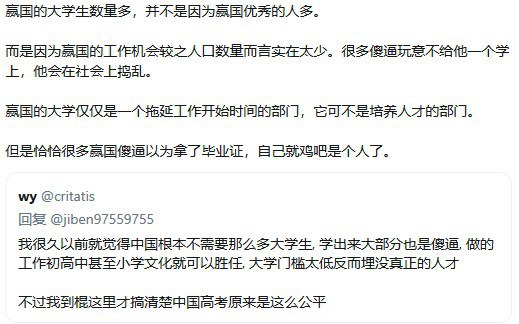 赢国的大学生数量多，并不是因为赢国优秀的人多。
而是因为赢国的工作机会较之人口数量而言实在太少。很多傻逼玩意不给他一个学
上，他会在社会上捣乱。
赢国的大学仅仅是一个拖延工作开始时间的部门，它可不是培养人才的部门。
但是恰恰很多赢国傻逼以为拿了毕业证，自己就鸡吧是个人了。
wy @critatis
回复 @jiben97559755
我很久以前就觉得中国根本不需要那么多大学生, 学出来大部分也是傻逼, 做的
工作初高中甚至小学文化就可以胜任, 大学门槛太低反而埋没真正的人才
不过我到棍这里才搞清楚中国高考原来是这么公平